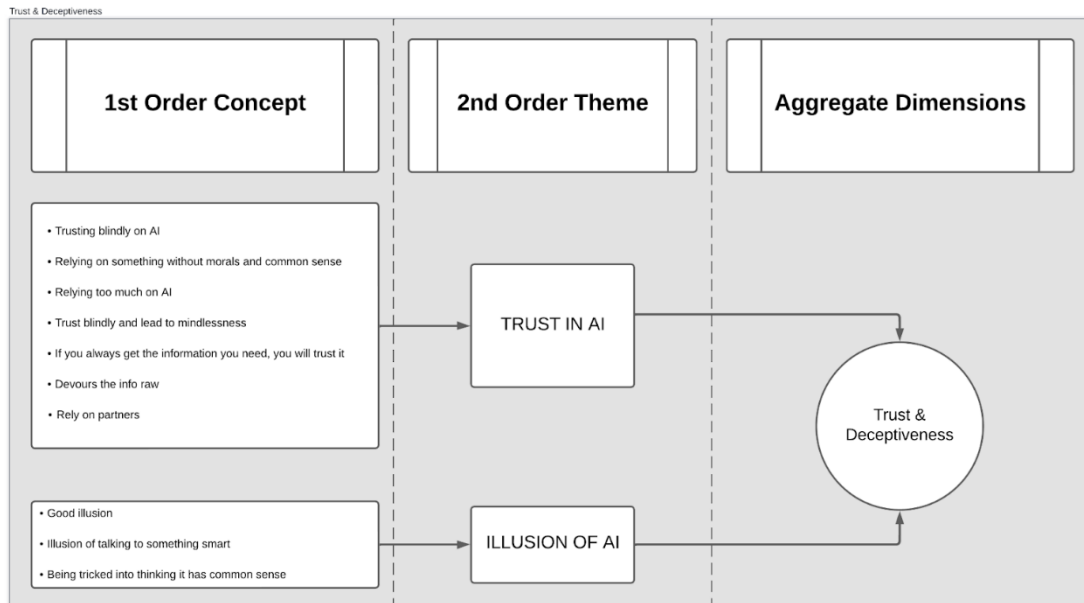 Trust & Deceptiveness
1st Order Concept
2nd Order Theme
Aggregate Dimensions
• Trusting blindly on AI
• Relying on something without morals and common sense
• Relying too much on AI
• Trust blindly and lead to mindlessness
• If you always get the information you need, you will trust it
• Devours the info raw
• Rely on partners
TRUST IN AI
Trust &
Deceptiveness
• Good illusion
• Illusion of talking to something smart
• Being tricked into thinking it has common sense
ILLUSION OF AI